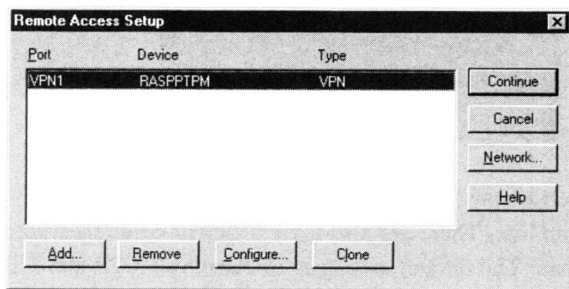 Remote Access Setup
Port Device Type
VPN1 RASPPTPM VPN
Continue
Cancel
Network...
Help
Add... Remove Configure... Clone